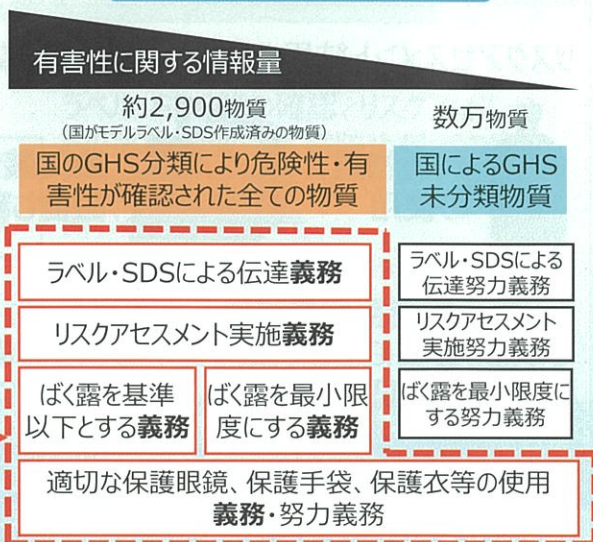 有害性に関する情報量
約2,900物質
(国がモデルラベル・SDS作成済みの物質)
数万物質
国のGHS分類により危険性・有
害性が確認された全ての物質
国によるGHS
未分類物質
ラベル・SDSによる伝達義務
ラベル・SDSによる
伝達努力義務
リスクアセスメント実施義務
リスクアセスメント
実施努力義務
ばく露を基準
以下とする義務
ばく露を最小限
度にする義務
ばく露を最小限度に
する努力義務
適切な保護眼鏡、保護手袋、保護衣等の使用
義務・努力義務